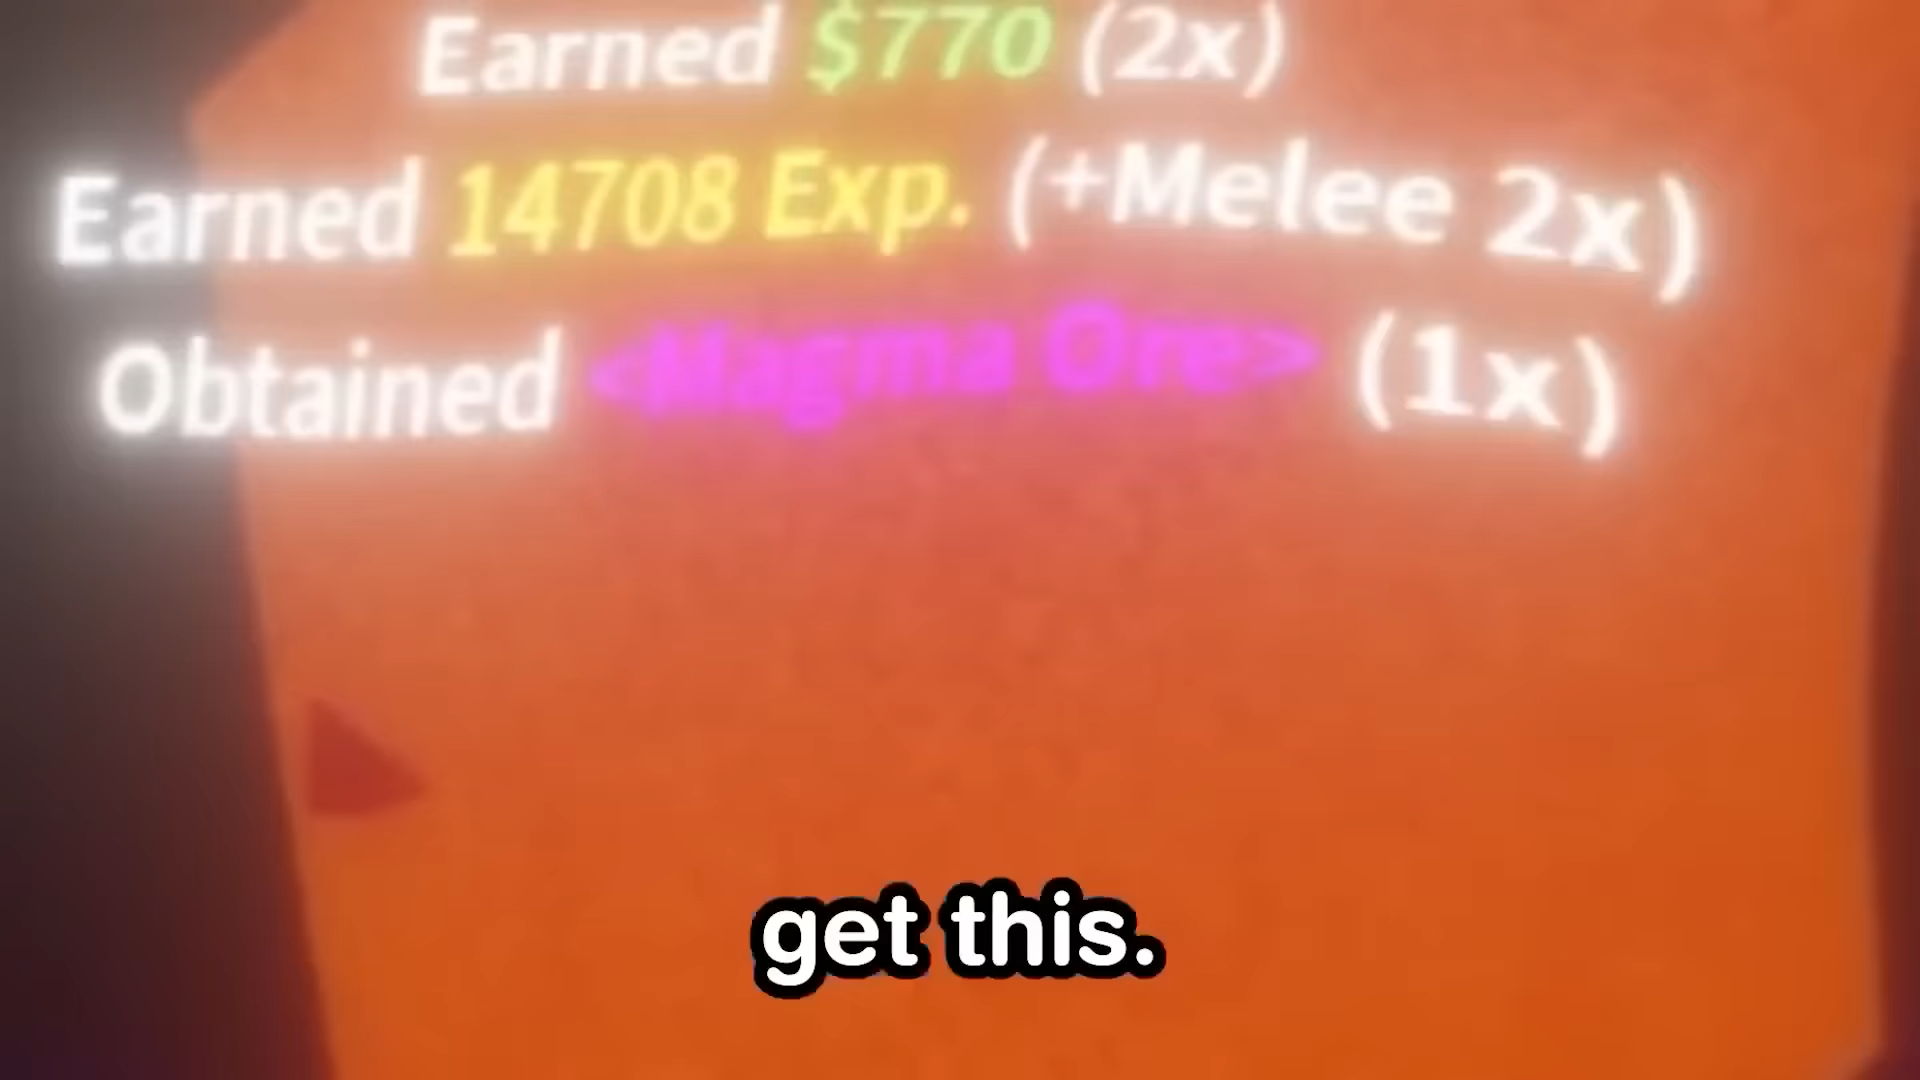 Earned $770 (2x)
Earned 14708 Exp. (+Melee 2x)
Obtained <Magma Ore> (1x)
get this.